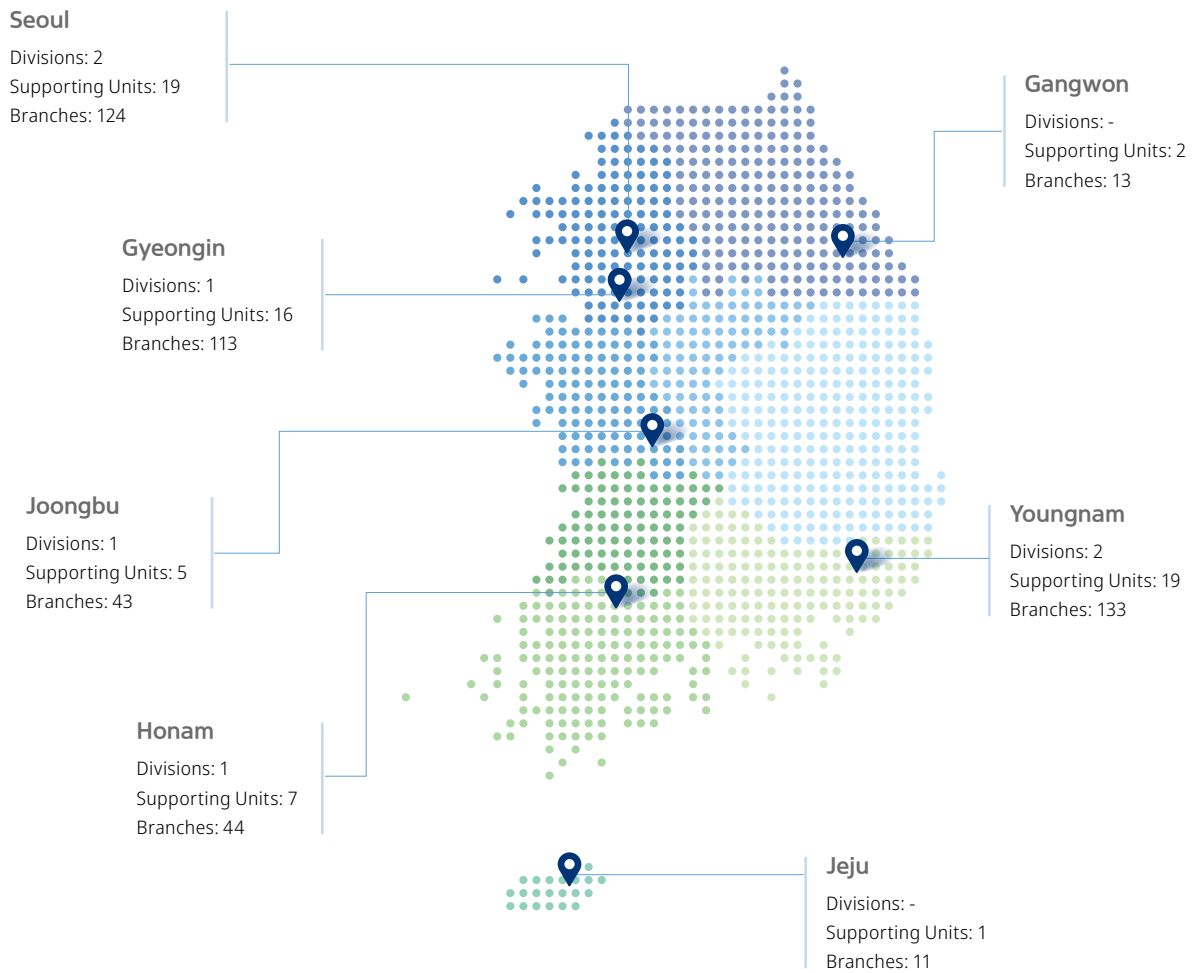 Seoul
Divisions: 2
Supporting Units: 19
Branches: 124
Gangwon
Divisions: -
Supporting Units: 2
Branches: 13
Gyeongin
Divisions: 1
Supporting Units: 16
Branches: 113
Joongbu
Divisions: 1
Supporting Units: 5
Branches: 43
Youngnam
Divisions: 2
Supporting Units: 19
Branches: 133
Honam
Divisions: 1
Supporting Units: 7
Branches: 44
Jeju
Divisions: -
Supporting Units: 1
Branches: 11